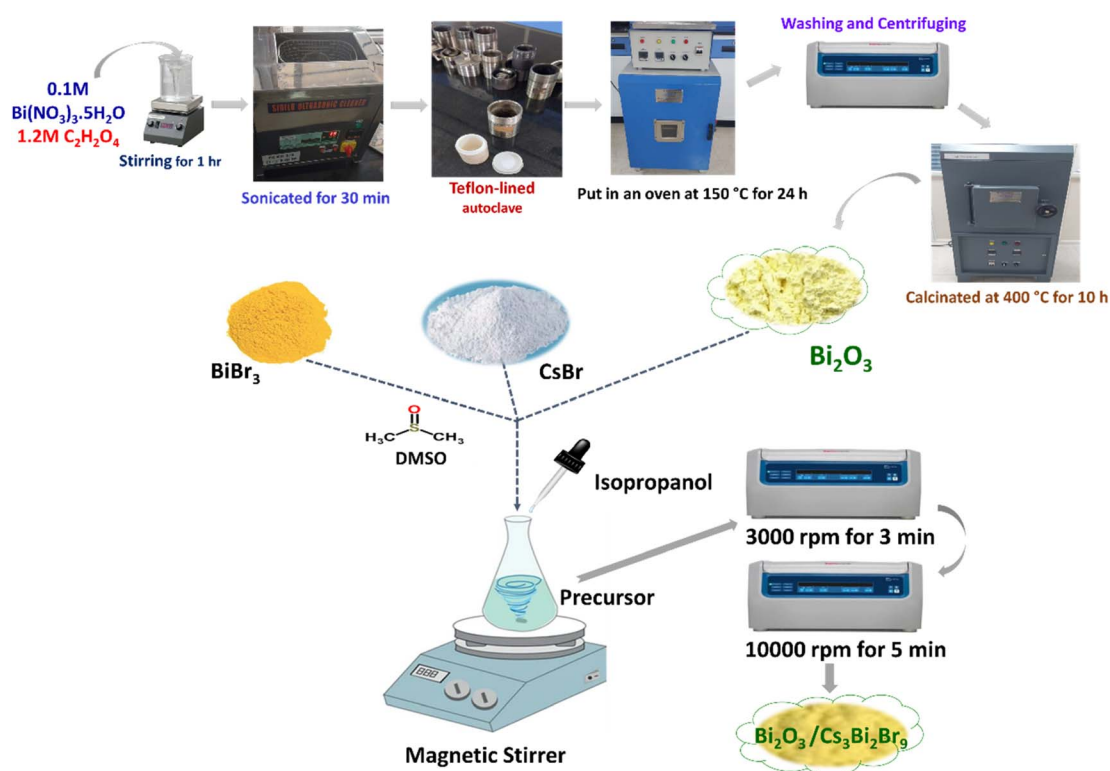 Washing and Centrifuging
0.1M
Bi(NO₃)₃.5H₂O
1.2M C₂H₂O₄
Stirring for 1 hr
Sonicated for 30 min
Teflon-lined
autoclave
Put in an oven at 150 °C for 24 h
Calcinated at 400 °C for 10 h
BiBr₃
CsBr
Bi₂O₃
O
S
H₃C
CH₃
DMSO
Isopropanol
Precursor
Magnetic Stirrer
3000 rpm for 3 min
10000 rpm for 5 min
Bi₂O₃/Cs₃Bi₂Br₉